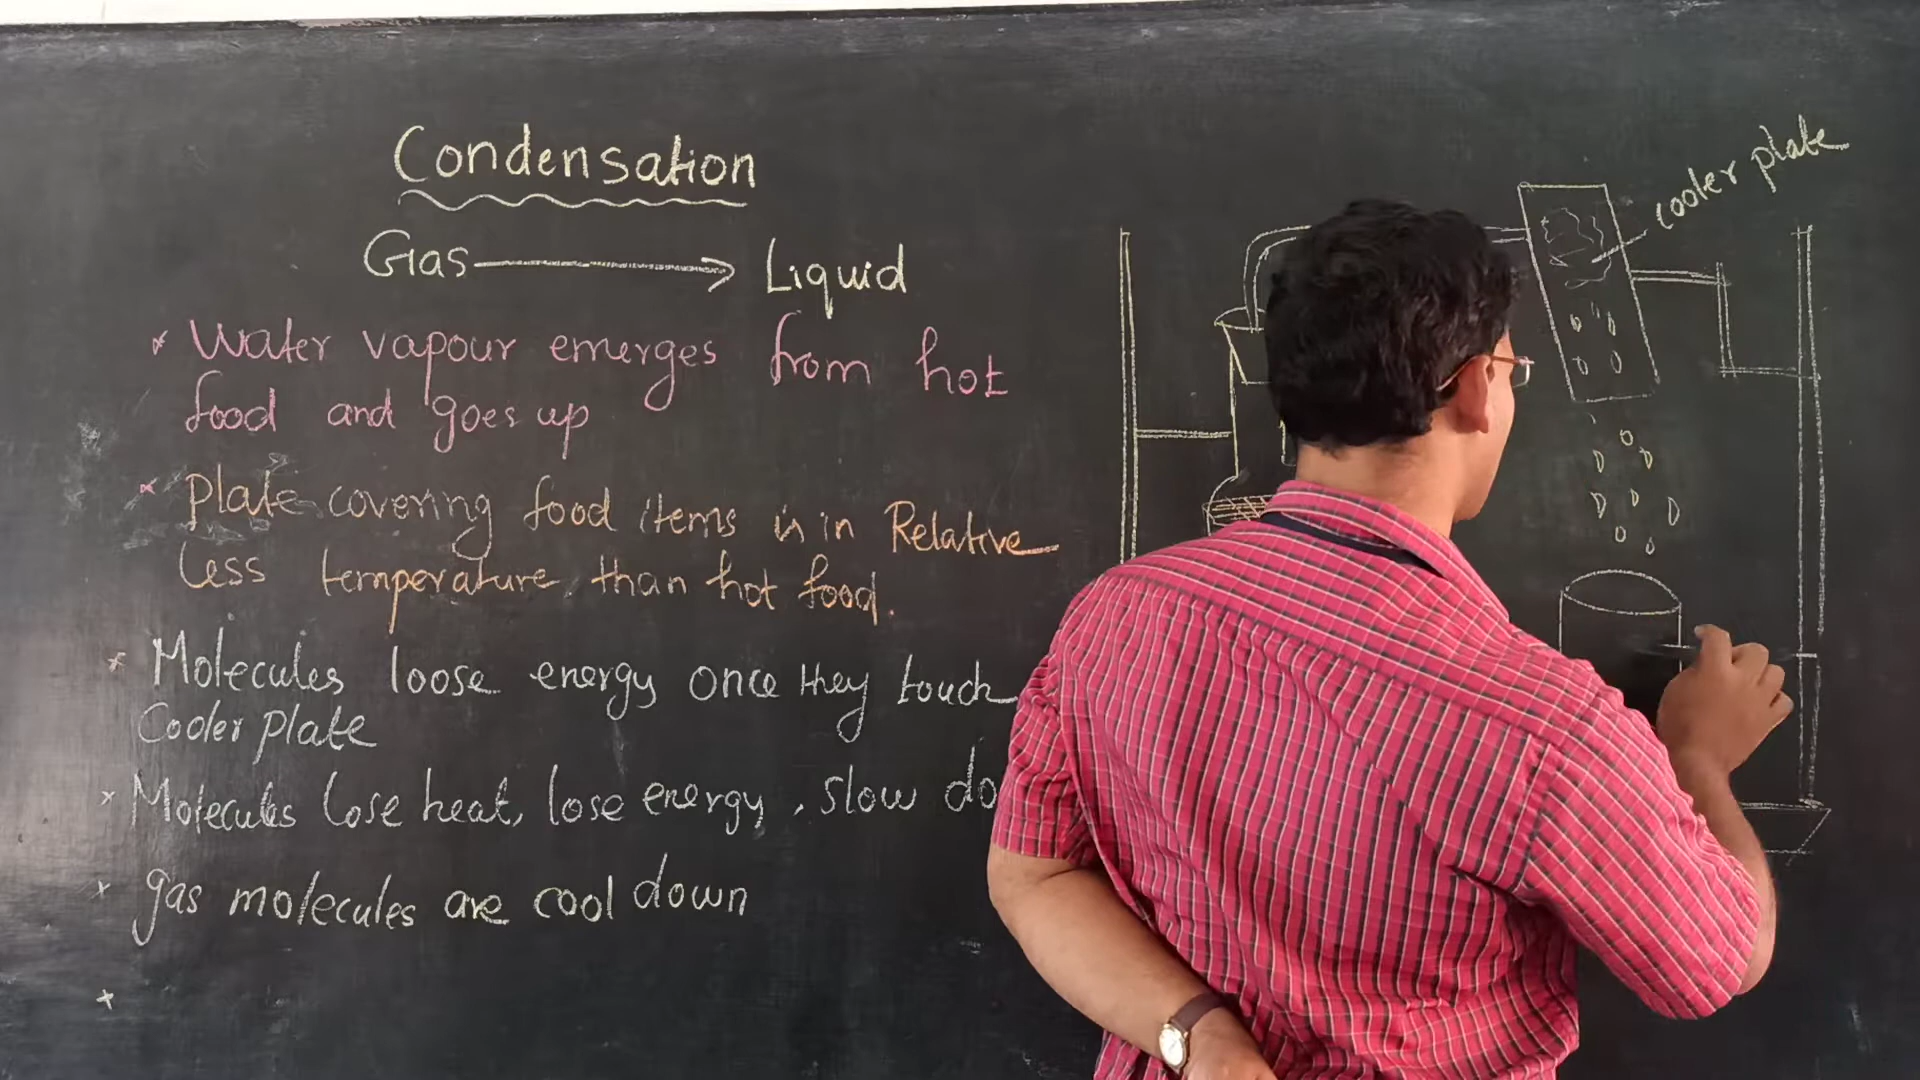 Condensation
Gas → Liquid
* Water vapour emerges from hot
food and goes up
* Plate covering food items is in Relative
less temperature than hot food.
* Molecules loose energy once they touch
Cooler plate
* Molecules lose heat, lose energy, slow do
* gas molecules are cool down
*
cooler plate